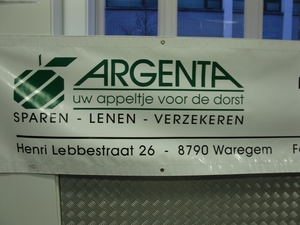 ARGENTA
uw appeltje voor de dorst
SPAREN - LENEN - VERZEKEREN
Henri Lebbestraat 26 - 8790 Waregem